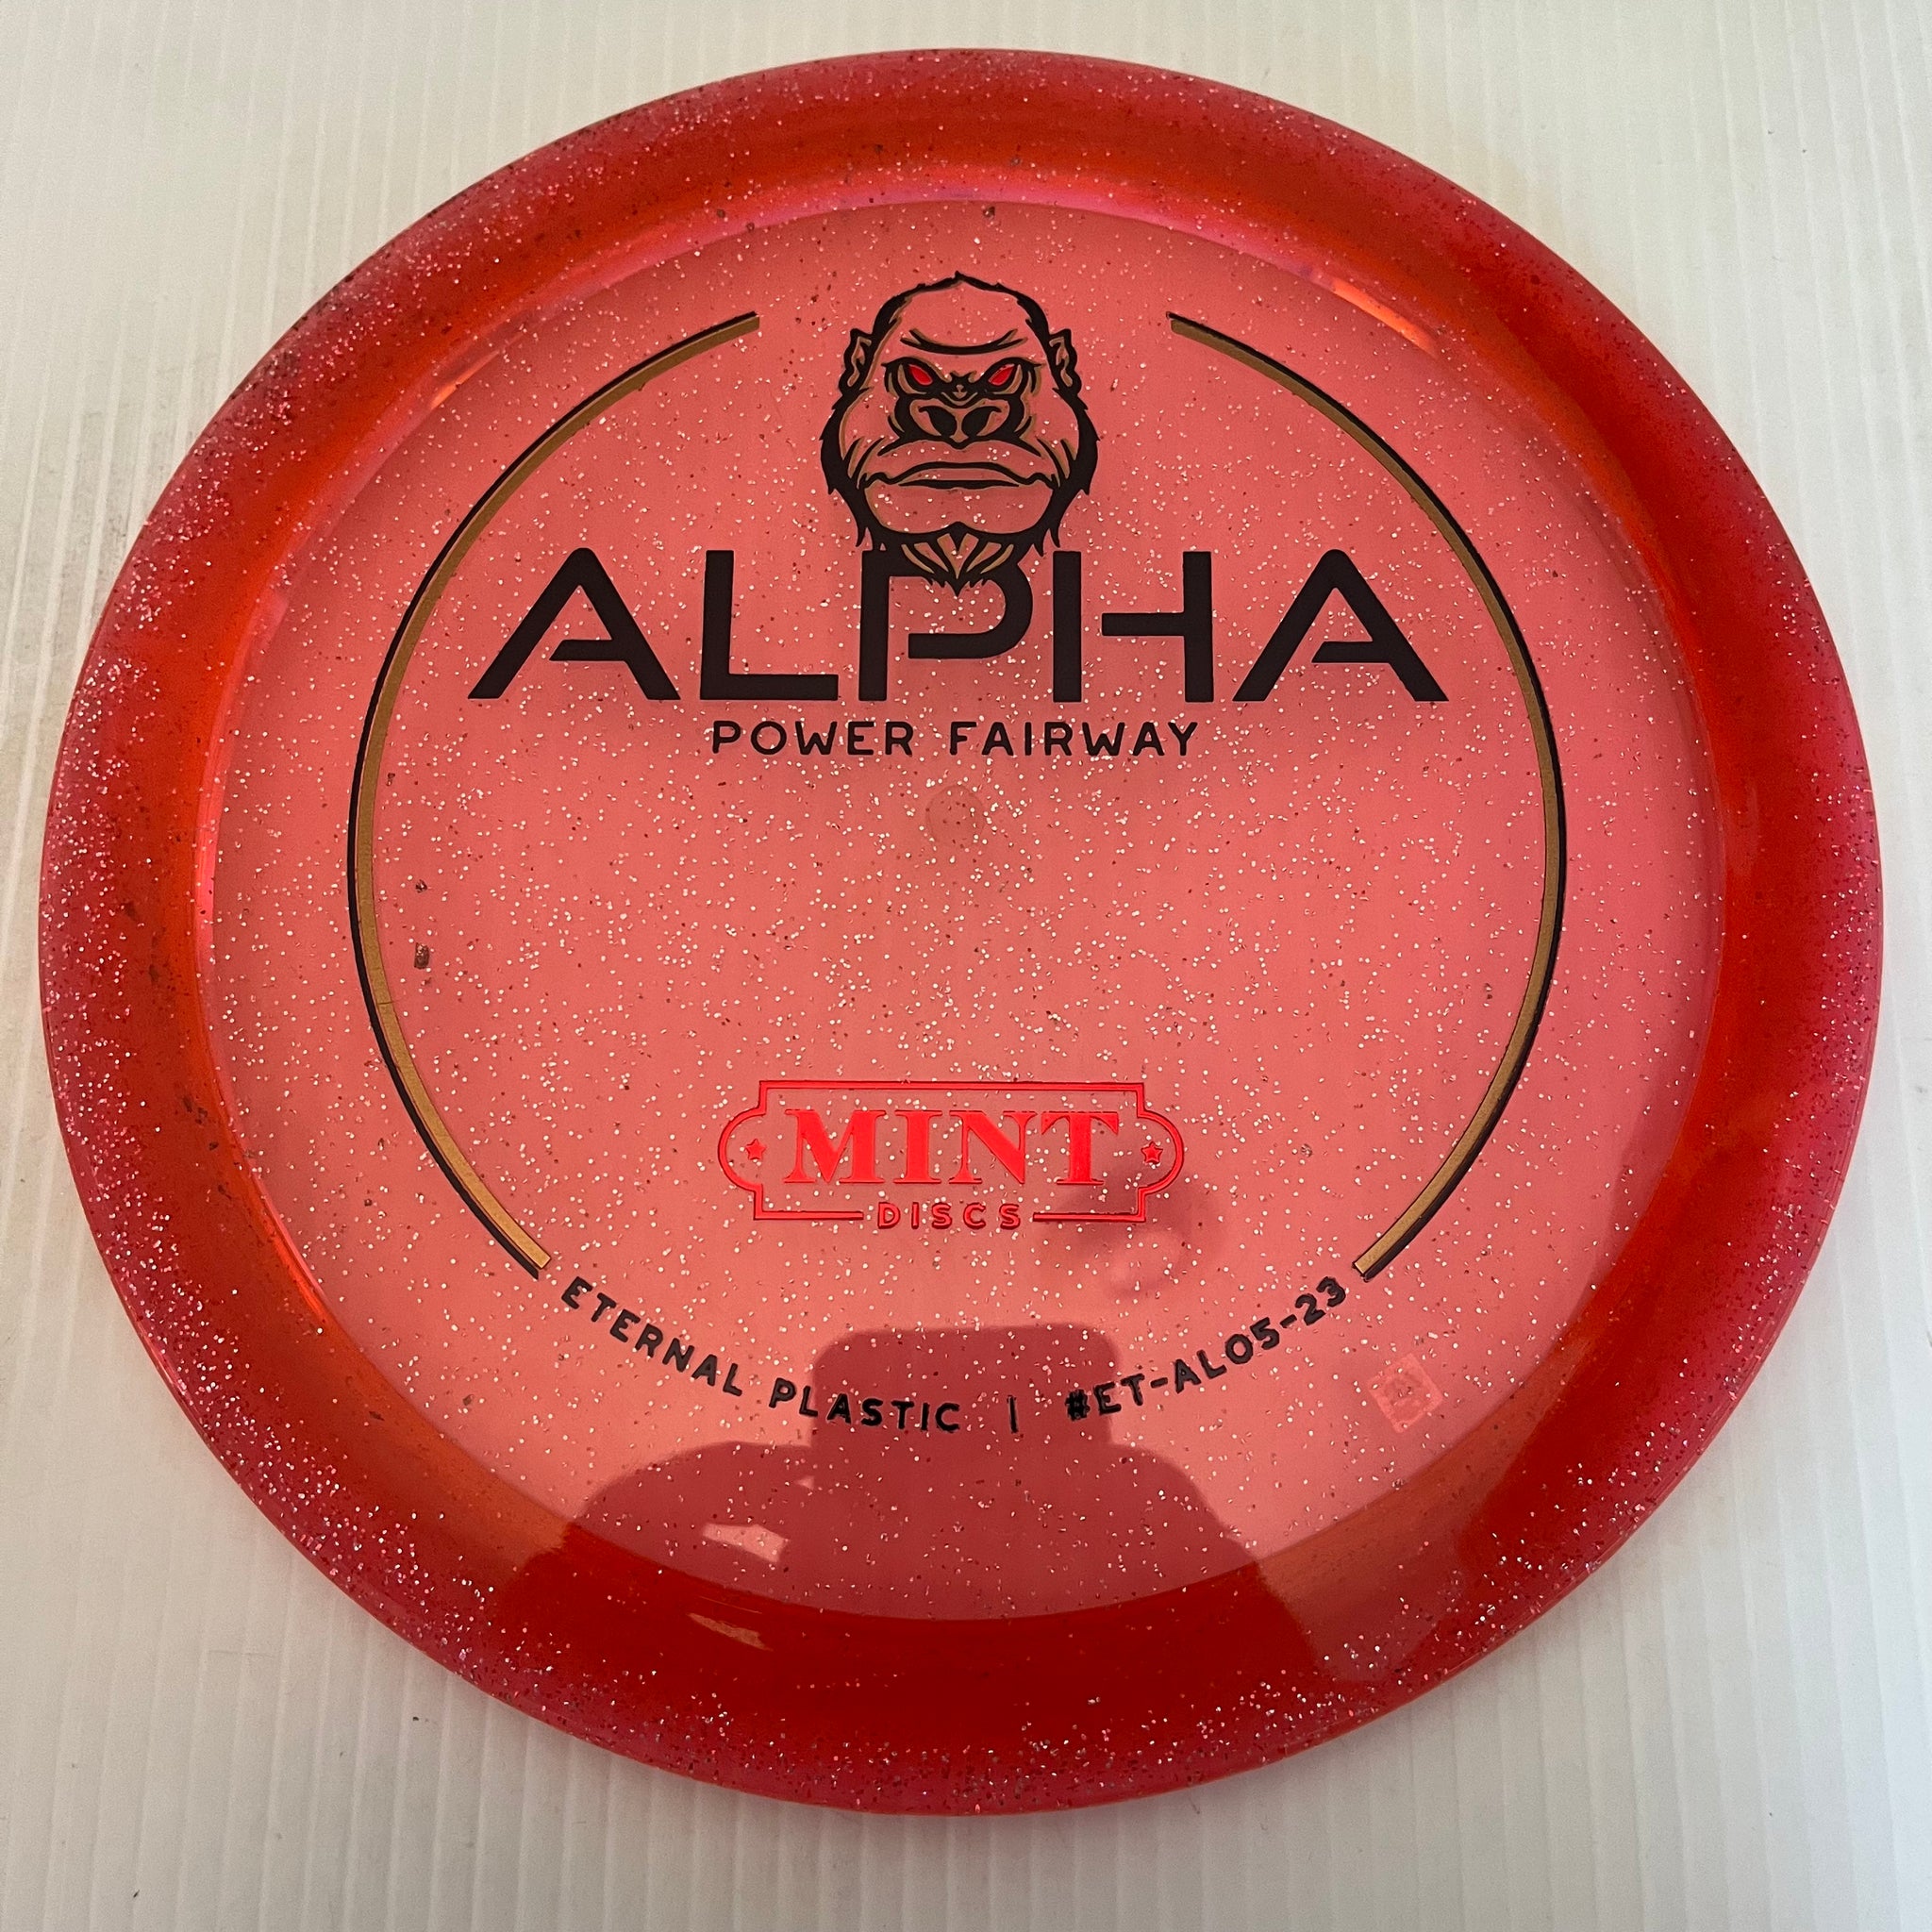 ALPHA
POWER FAIRWAY
MINT
DISCS
ETERNAL PLASTIC | #ET-AL05-23